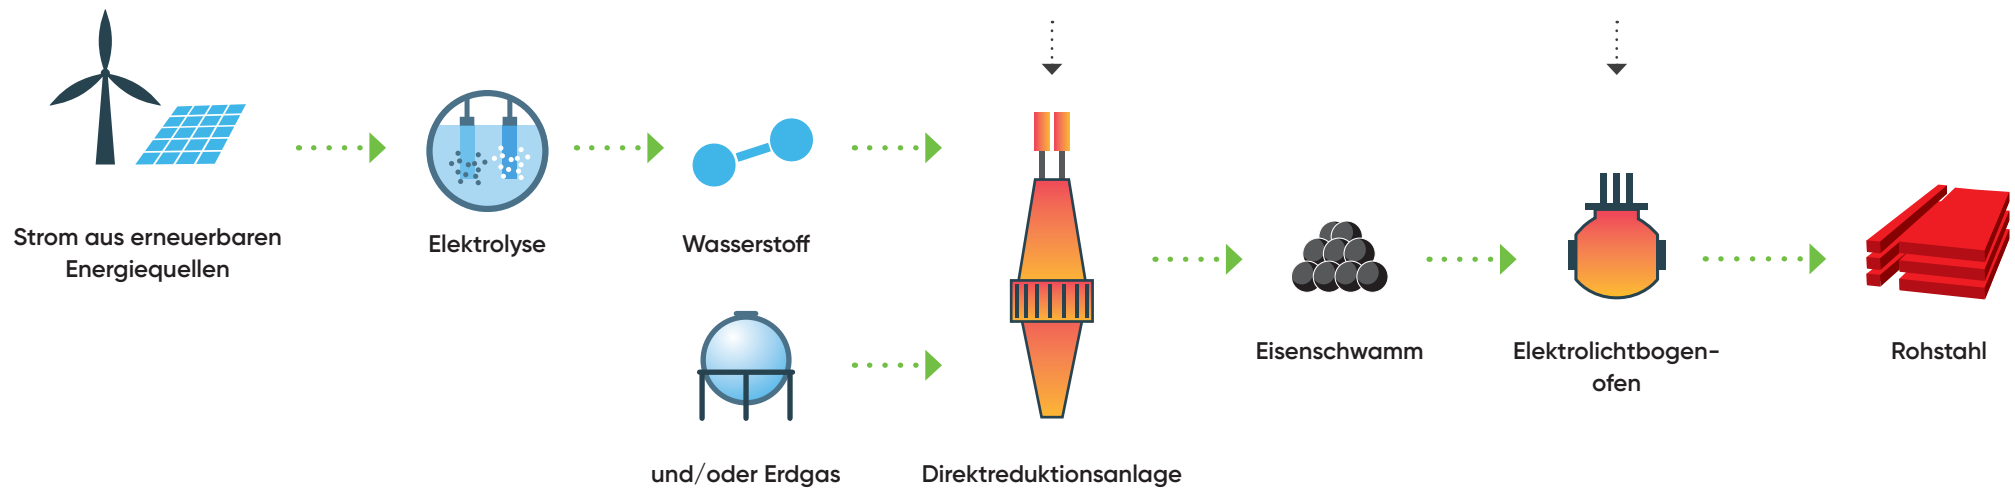 Strom aus erneuerbaren
Energiequellen
Elektrolyse
Wasserstoff
und/oder Erdgas
Direktreduktionsanlage
Eisenschwamm
Elektrolichtbogen-
ofen
Rohstahl